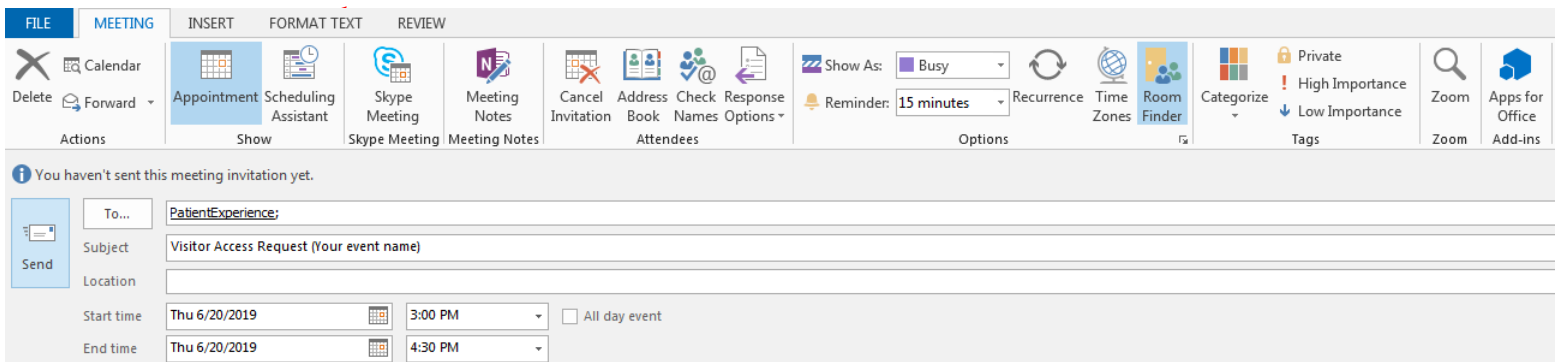 FILE MEETING INSERT FORMAT TEXT REVIEW
Calendar
Delete Forward
Actions
Appointment Scheduling Assistant
Show
Skype Meeting
Skype Meeting
N
Meeting Notes
Meeting Notes
Cancel Invitation
Address Book
Check Names
Response Options
Attendees
Show As: Busy
Reminder: 15 minutes
Recurrence
Time Zones
Room Finder
Options
Categorize
Private
High Importance
Low Importance
Tags
Zoom
Zoom
Apps for Office
Add-ins
You haven't sent this meeting invitation yet.
Send
To... PatientExperience;
Subject Visitor Access Request (Your event name)
Location
Start time Thu 6/20/2019 3:00 PM All day event
End time Thu 6/20/2019 4:30 PM